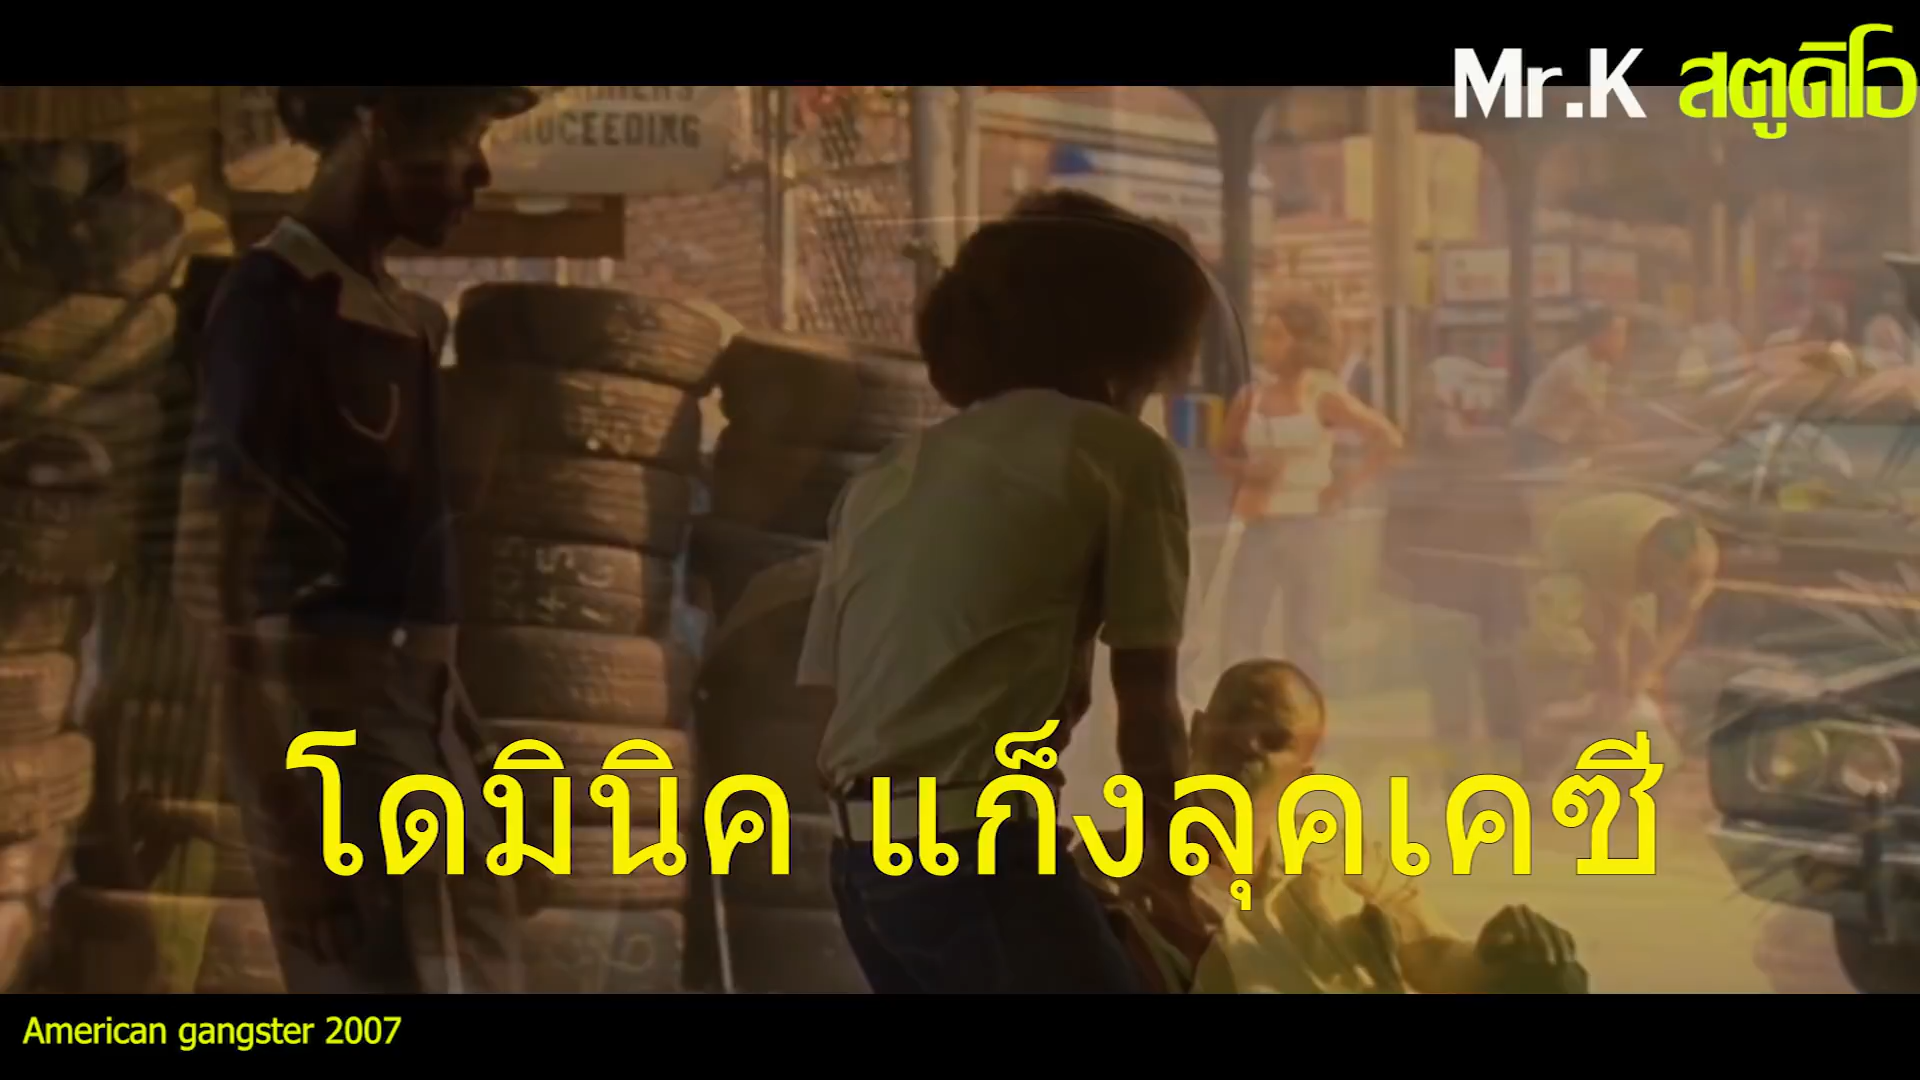 Mr.K สตูดิโอ
ST
PROCEEDING
โดมินิค แก็งลุคเคซี
American gangster 2007